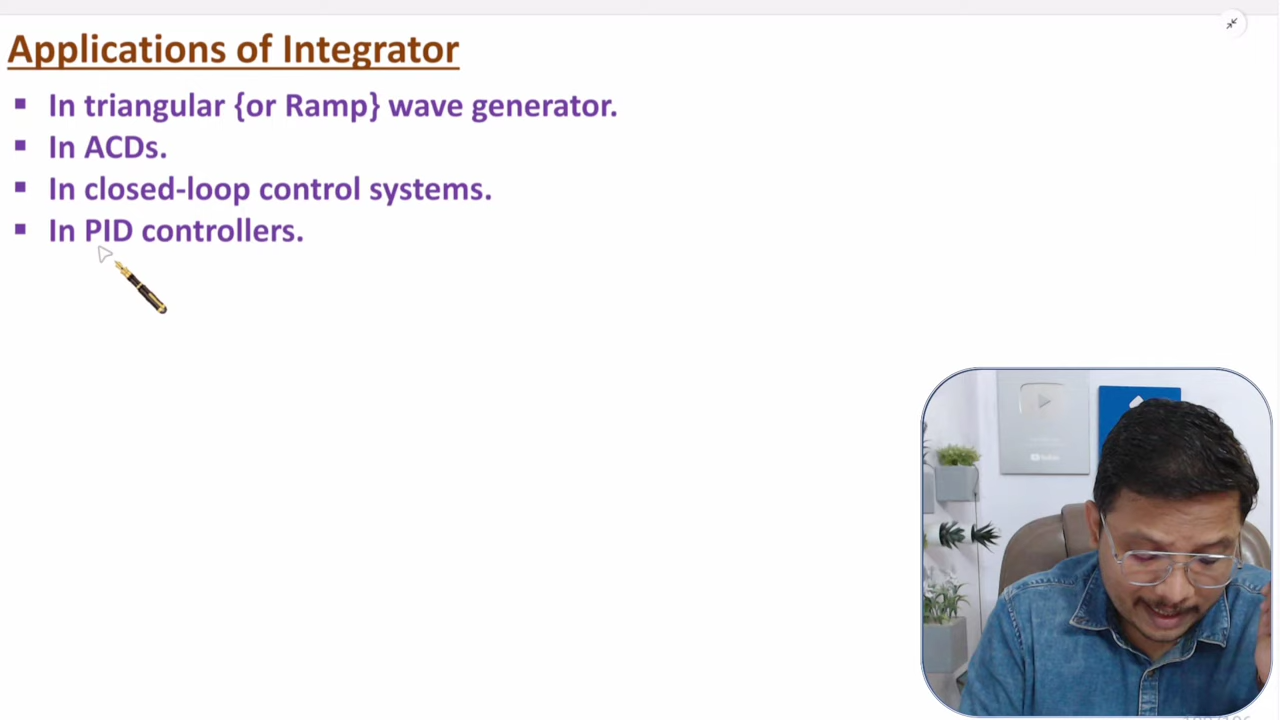 Applications of Integrator
▪ In triangular {or Ramp} wave generator.
▪ In ACDs.
▪ In closed-loop control systems.
▪ In PID controllers.